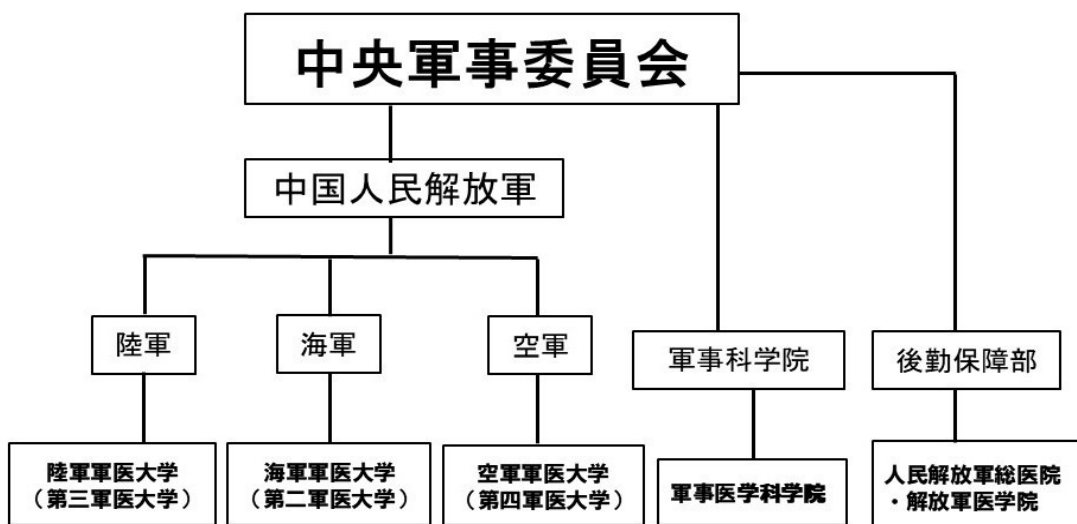 中央軍事委員会
中国人民解放軍
陸軍
海軍
空軍
軍事科学院
後勤保障部
陸軍軍医大学
（第三軍医大学）
海軍軍医大学
（第二軍医大学）
空軍軍医大学
（第四軍医大学）
軍事医学科学院
人民解放軍総医院
・解放軍医学院